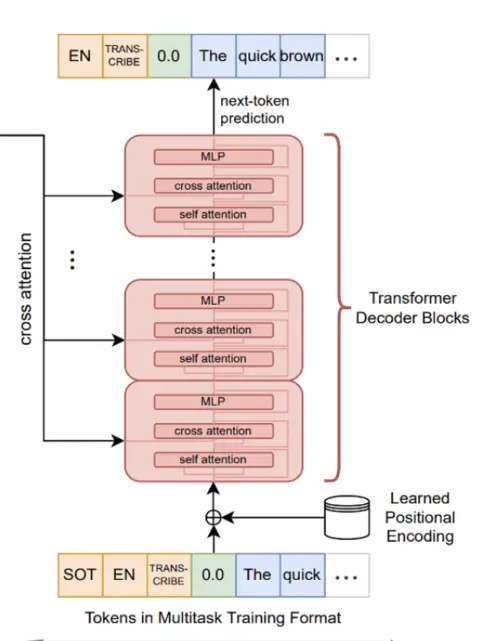 EN TRANS-
CRIBE 0.0 The quick brown ...
next-token
prediction
MLP
cross attention
self attention
cross attention
...
...
MLP
cross attention
self attention
Transformer
Decoder Blocks
MLP
cross attention
self attention
Learned
Positional
Encoding
SOT EN TRANS-
CRIBE 0.0 The quick ...
Tokens in Multitask Training Format